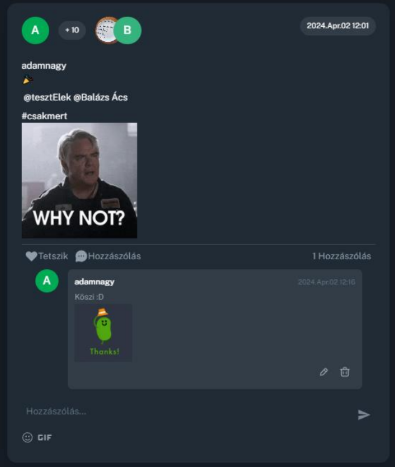 A
+ 10
B
2024.Apr.02 12:01
adamnagy
@tesztElek @Balázs Ács
#csakmert
WHY NOT?
Tetszik Hozzászólás
1 Hozzászólás
A
adamnagy
2024.Apr.02 12:16
Köszi :D
Thanks!
Hozzászólás...
GIF